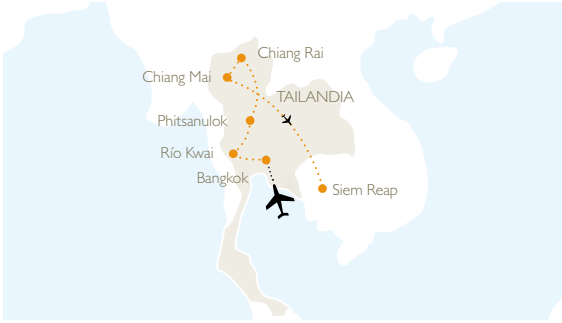 Chiang Rai
Chiang Mai
TAILANDIA
Phitsanulok
Río Kwai
Bangkok
Siem Reap